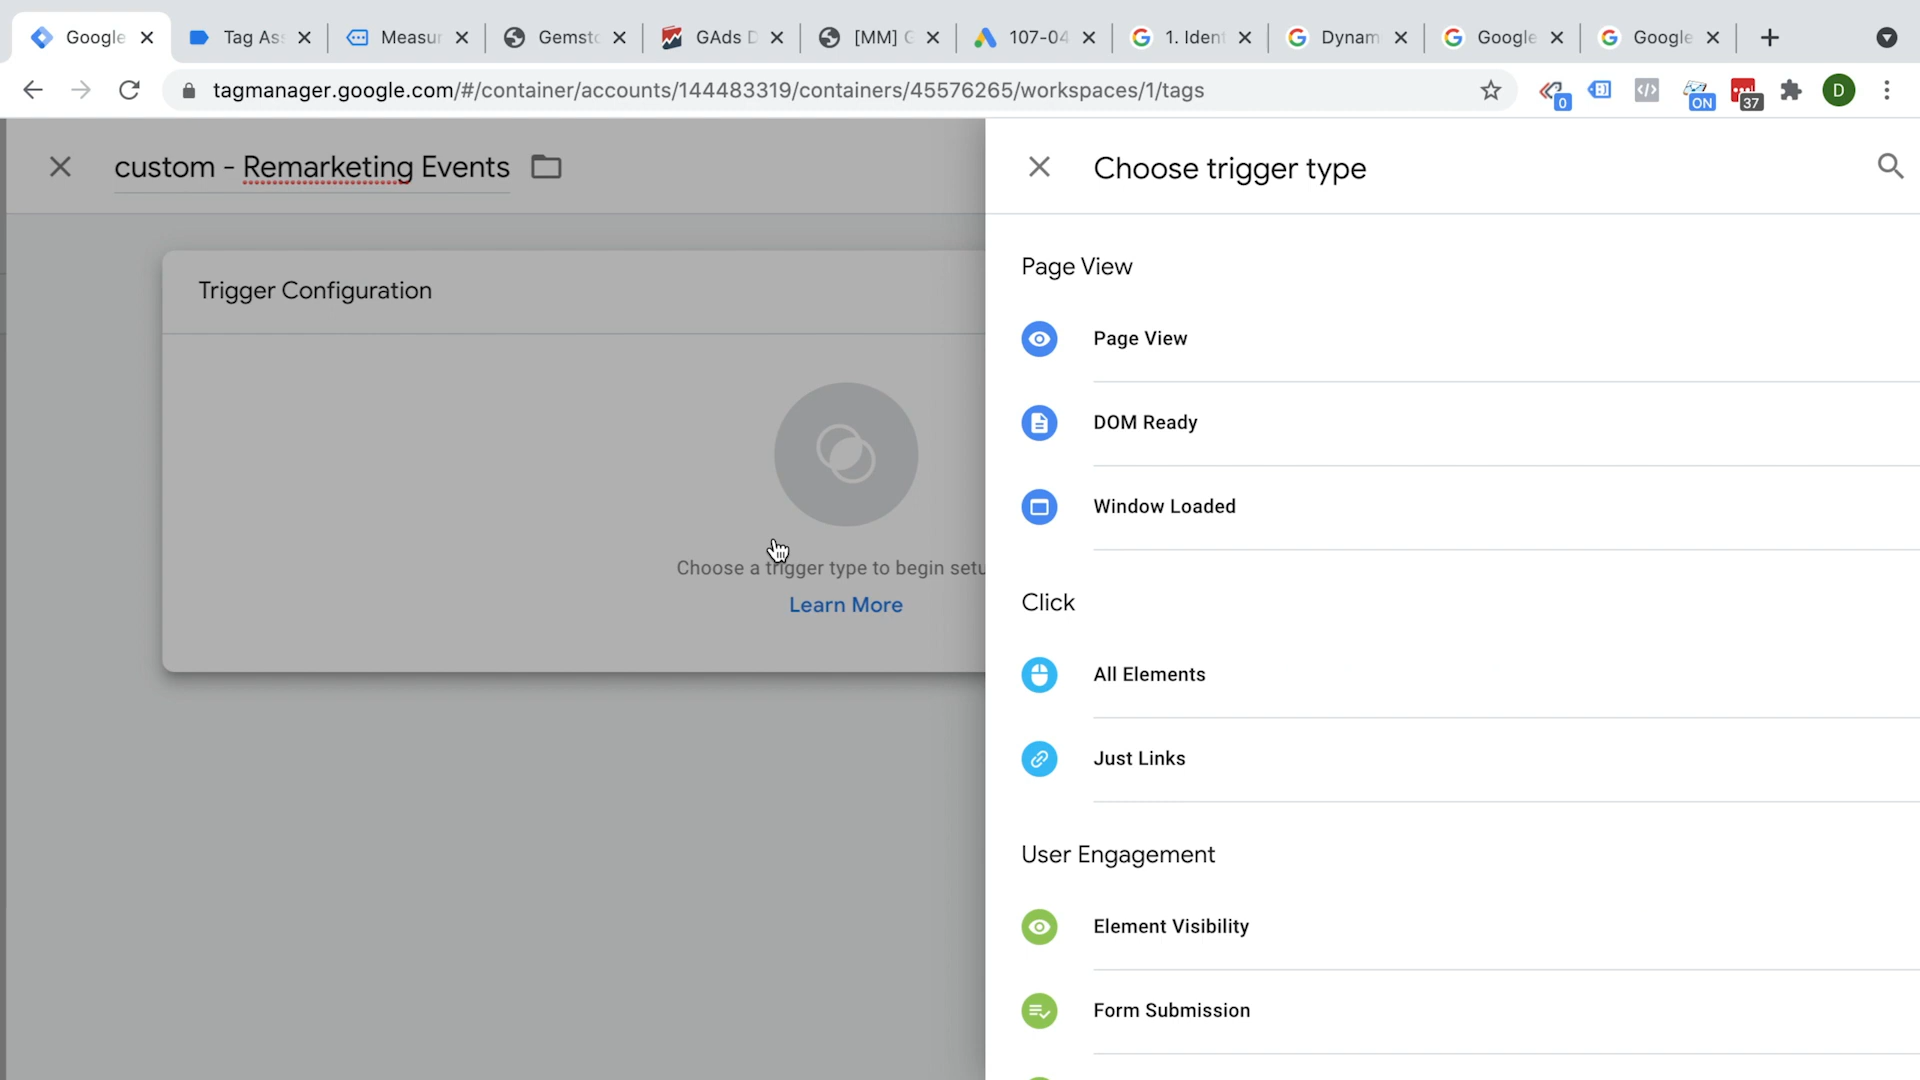 Google
Tag As
Measur
Gemsto
GAds D
[MM] G
107-04
1. Ident
Dynam
Google
Google
tagmanager.google.com/#/container/accounts/144483319/containers/45576265/workspaces/1/tags
0
ON
37
D
custom - Remarketing Events
Choose trigger type
Trigger Configuration
Choose a trigger type to begin setu
Learn More
Page View
Page View
DOM Ready
Window Loaded
Click
All Elements
Just Links
User Engagement
Element Visibility
Form Submission